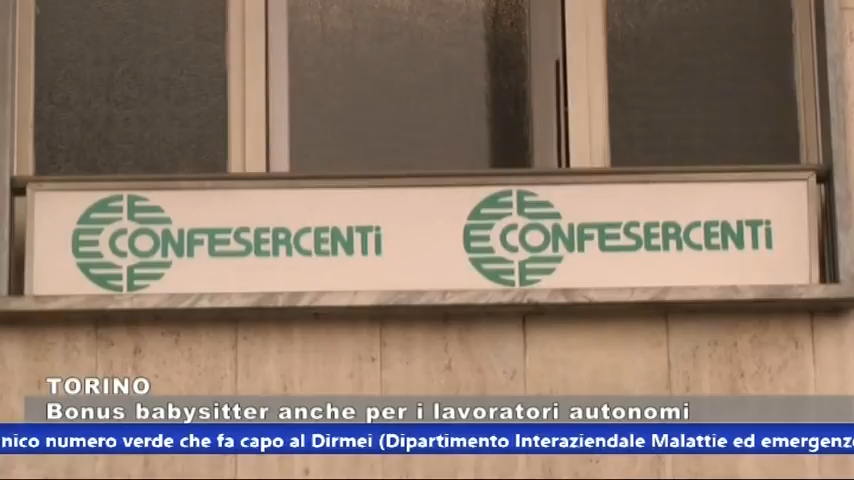 CONFESERCENTi
CONFESERCENTi
TORINO
Bonus babysitter anche per i lavoratori autonomi
nico numero verde che fa capo al Dirmei (Dipartimento Interaziendale Malattie ed emergenze